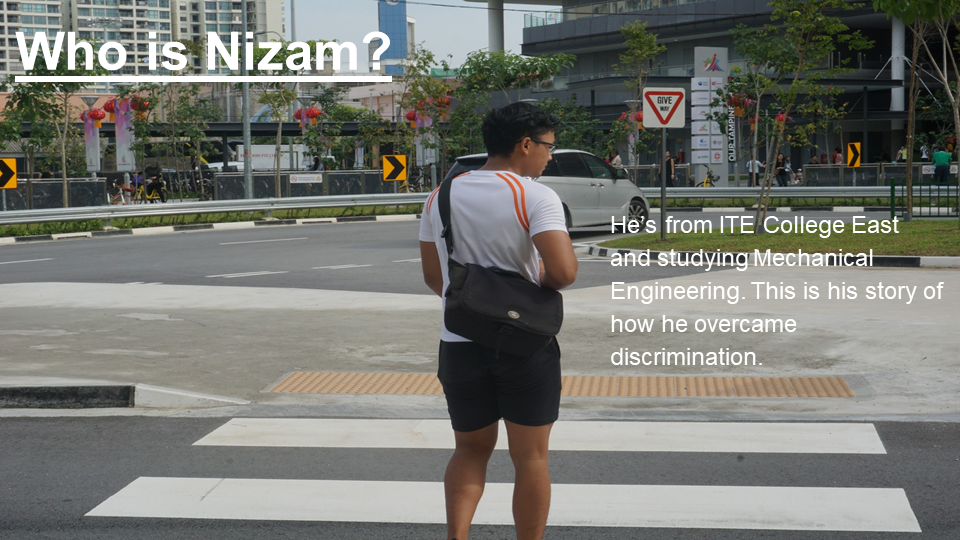 Who is Nizam?
GIVE
WAY
OUR TAMPINES
He's from ITE College East
and studying Mechanical
Engineering. This is his story of
how he overcame
discrimination.